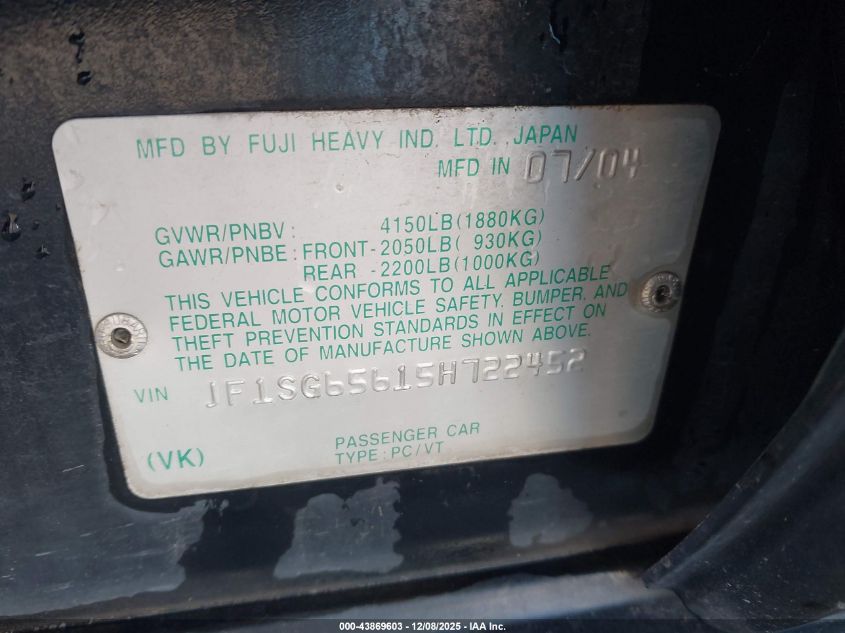 MFD BY FUJI HEAVY IND. LTD. JAPAN
MFD IN 07/04
GVWR/PNBV: 4150LB(1880KG)
GAWR/PNBE: FRONT-2050LB( 930KG)
REAR -2200LB(1000KG)
THIS VEHICLE CONFORMS TO ALL APPLICABLE
FEDERAL MOTOR VEHICLE SAFETY, BUMPER, AND
THEFT PREVENTION STANDARDS IN EFFECT ON
THE DATE OF MANUFACTURE SHOWN ABOVE.
VIN JF1SG65615H722452
PASSENGER CAR
(VK) TYPE:PC/VT
000-43869603 - 12/08/2025 - IAA Inc.